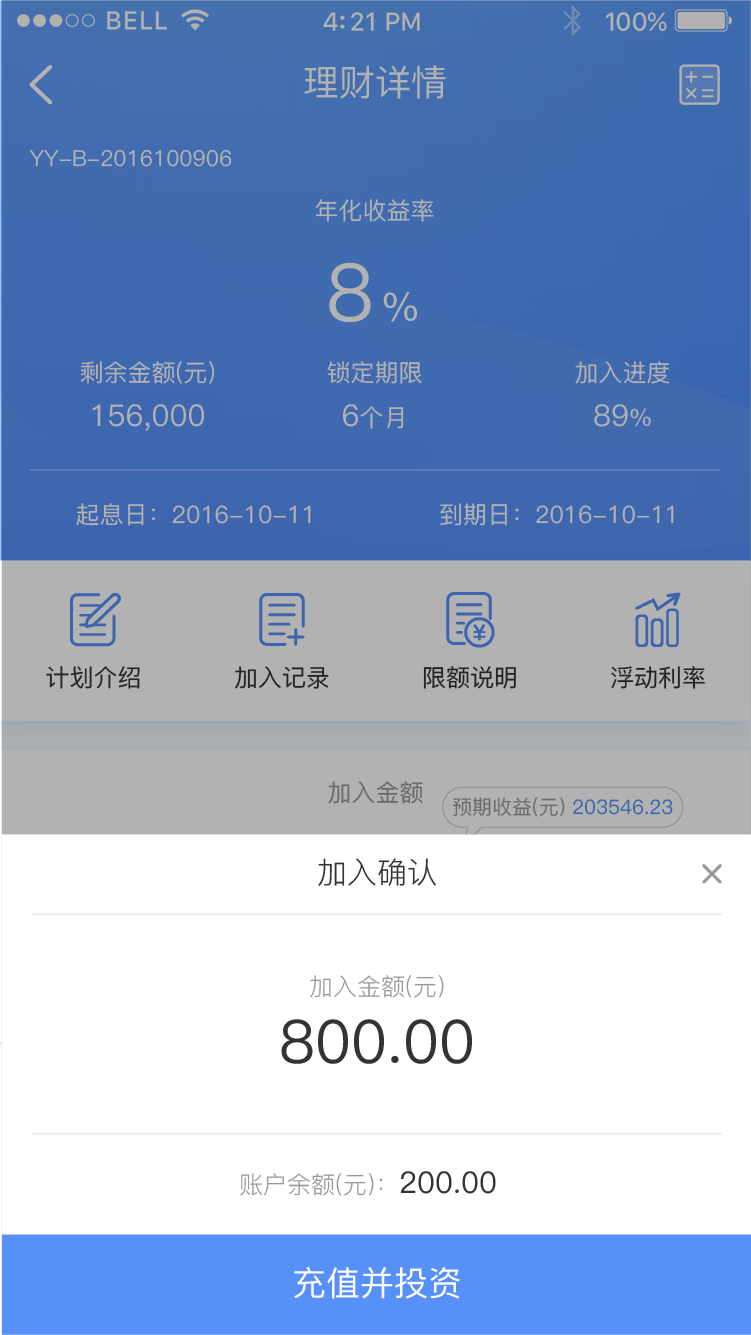 BELL 4:21 PM 100%
理财详情
YY-B-2016100906
年化收益率
8%
剩余金额(元) 锁定期限 加入进度
156,000 6个月 89%
起息日：2016-10-11 到期日：2016-10-11
计划介绍 加入记录 限额说明 浮动利率
加入金额
预期收益(元) 203546.23
加入确认
加入金额(元)
800.00
账户余额(元)：200.00
充值并投资